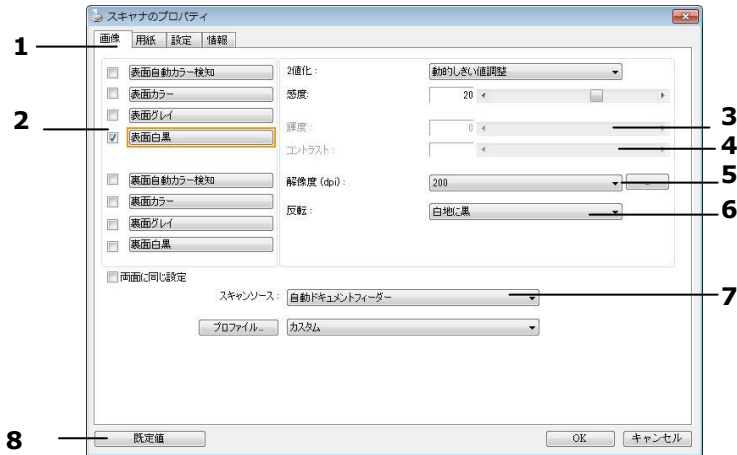 スキャナのプロパティ
画像 用紙 設定 情報
1
2
表面自動カラー検知
表面カラー
表面グレイ
表面白黒
裏面自動カラー検知
裏面カラー
裏面グレイ
裏面白黒
2値化 : 動的しきい値調整
感度: 20
輝度 : 0
コントラスト :
解像度 (dpi) : 200 ...
反転 : 白地に黒
3
4
5
6
両面に同じ設定
スキャンソース : 自動ドキュメントフィーダー
7
プロファイル... カスタム
8
既定値 OK キャンセル